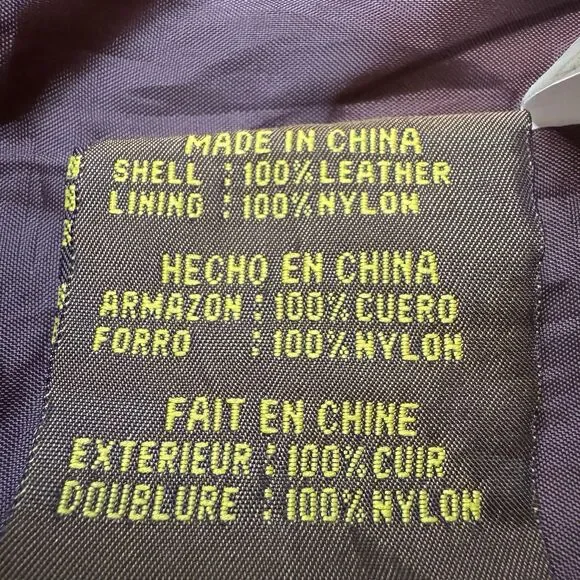 MADE IN CHINA
SHELL : 100% LEATHER
LINING : 100% NYLON
HECHO EN CHINA
ARMAZON : 100% CUERO
FORRO : 100% NYLON
FAIT EN CHINE
EXTERIEUR : 100% CUIR
DOUBLURE : 100% NYLON